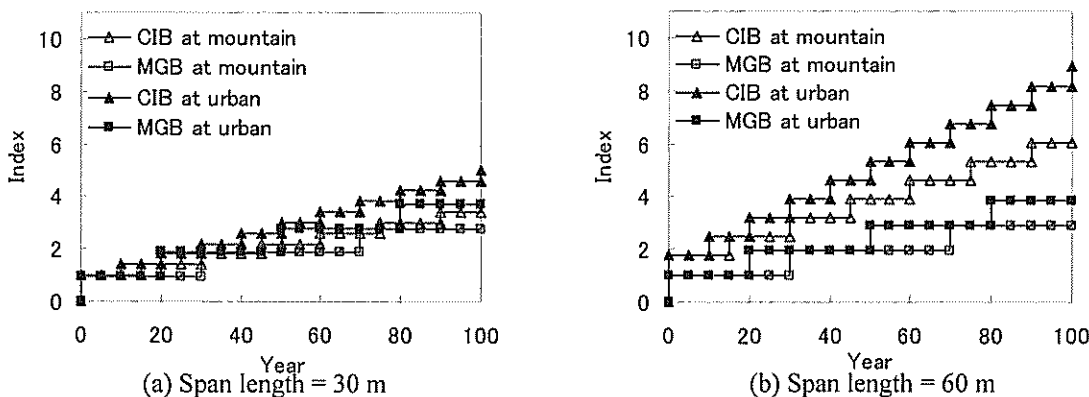 10
8
6
4
2
0
Index
CIB at mountain
MGB at mountain
CIB at urban
MGB at urban
0 20 40 60 80 100
Year
(a) Span length = 30 m
10
8
6
4
2
0
Index
CIB at mountain
MGB at mountain
CIB at urban
MGB at urban
0 20 40 60 80 100
Year
(b) Span length = 60 m